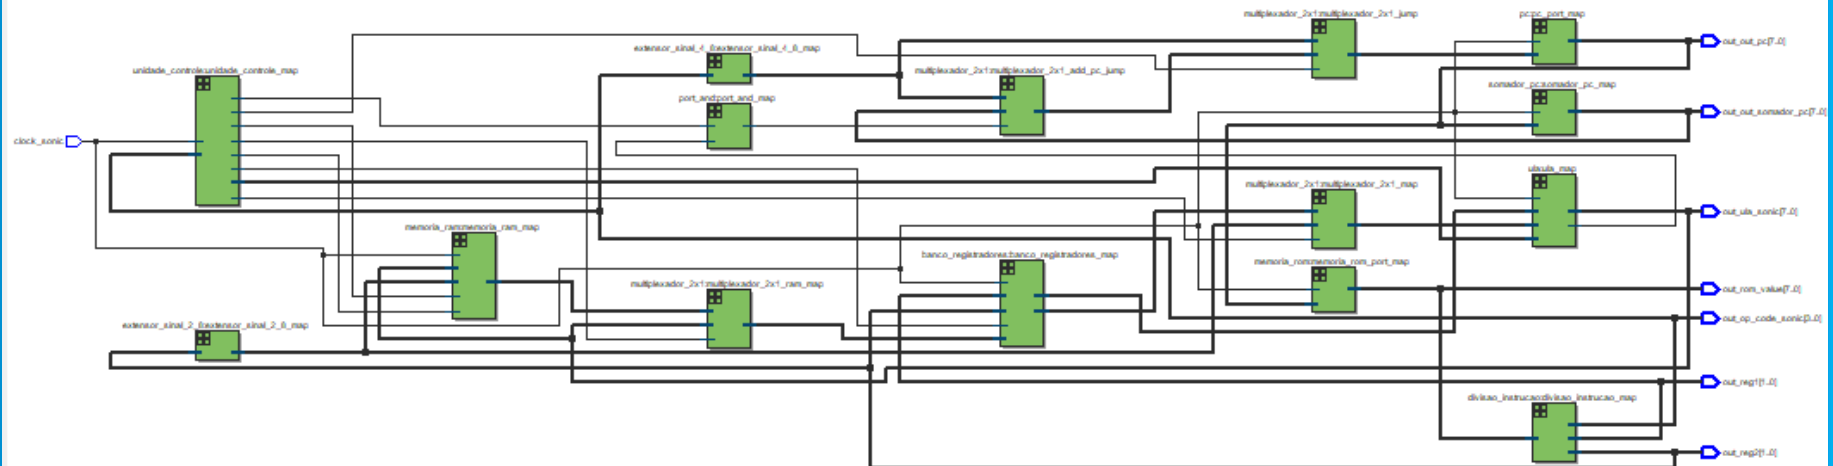 multiplexador_2x1:multiplexador_2x1_jump
pc:pc_port_map
out_out_pc[7..0]
extensor_sinal_4_8:extensor_sinal_4_8_map
unidade_controle:unidade_controle_map
multiplexador_2x1:multiplexador_2x1_add_pc_jump
somador_pc:somador_pc_map
port_and:port_and_map
out_out_somador_pc[7..0]
clock_sonic
ula:ula_map
multiplexador_2x1:multiplexador_2x1_map
out_ula_sonic[7..0]
memoria_ram:memoria_ram_map
banco_registradores:banco_registradores_map
memoria_rom:memoria_rom_port_map
multiplexador_2x1:multiplexador_2x1_ram_map
out_rom_value[7..0]
out_op_code_sonic[3..0]
extensor_sinal_2_8:extensor_sinal_2_8_map
out_reg1[1..0]
divisao_instrucao:divisao_instrucao_map
out_reg2[1..0]